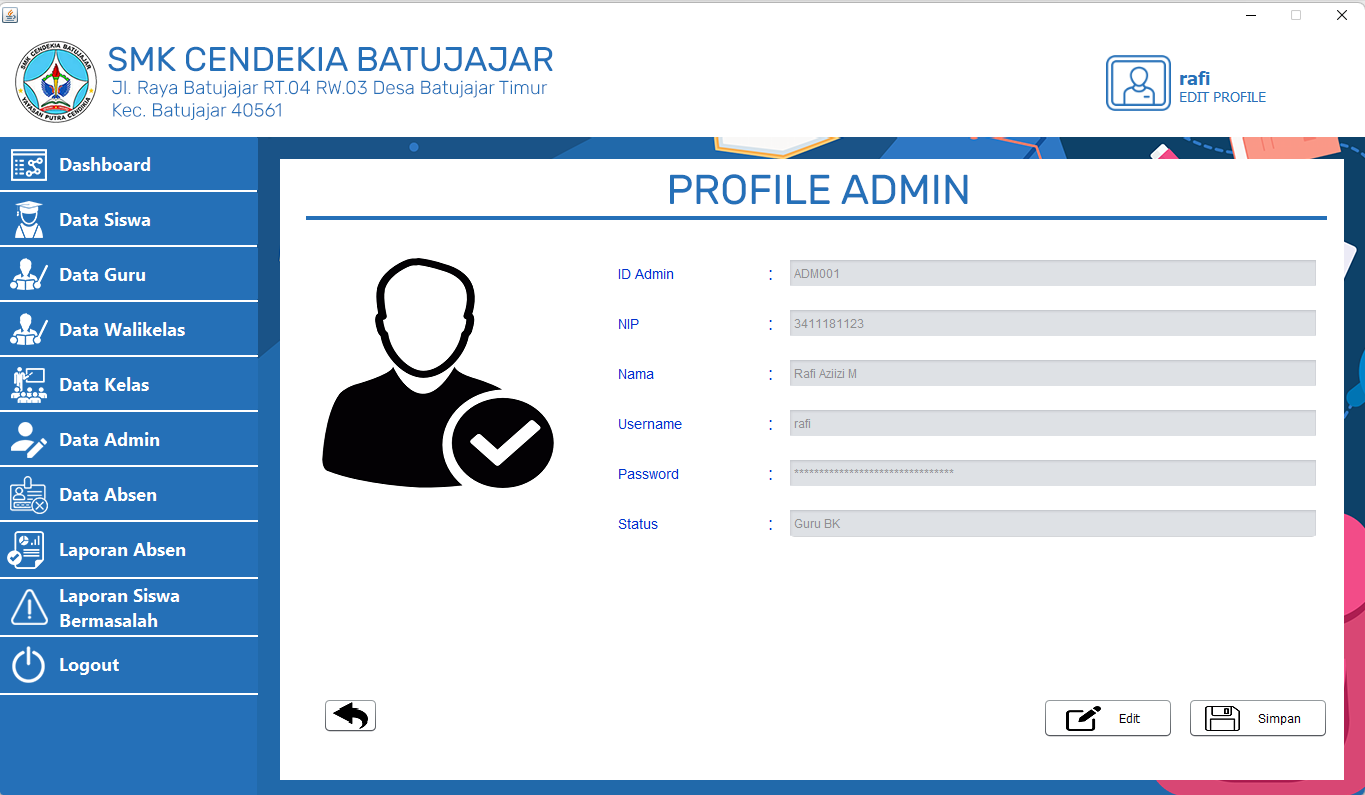 SMK CENDEKIA BATUJAJAR
Jl. Raya Batujajar RT.04 RW.03 Desa Batujajar Timur
Kec. Batujajar 40561
SMK CENDEKIA BATUJAJAR
YAYASAN PUTRA CENDIKIA
rafi
EDIT PROFILE
Dashboard
Data Siswa
Data Guru
Data Walikelas
Data Kelas
Data Admin
Data Absen
Laporan Absen
Laporan Siswa
Bermasalah
Logout
PROFILE ADMIN
ID Admin : ADM001
NIP : 3411181123
Nama : Rafi Aziizi M
Username : rafi
Password : ********************************
Status : Guru BK
Edit
Simpan